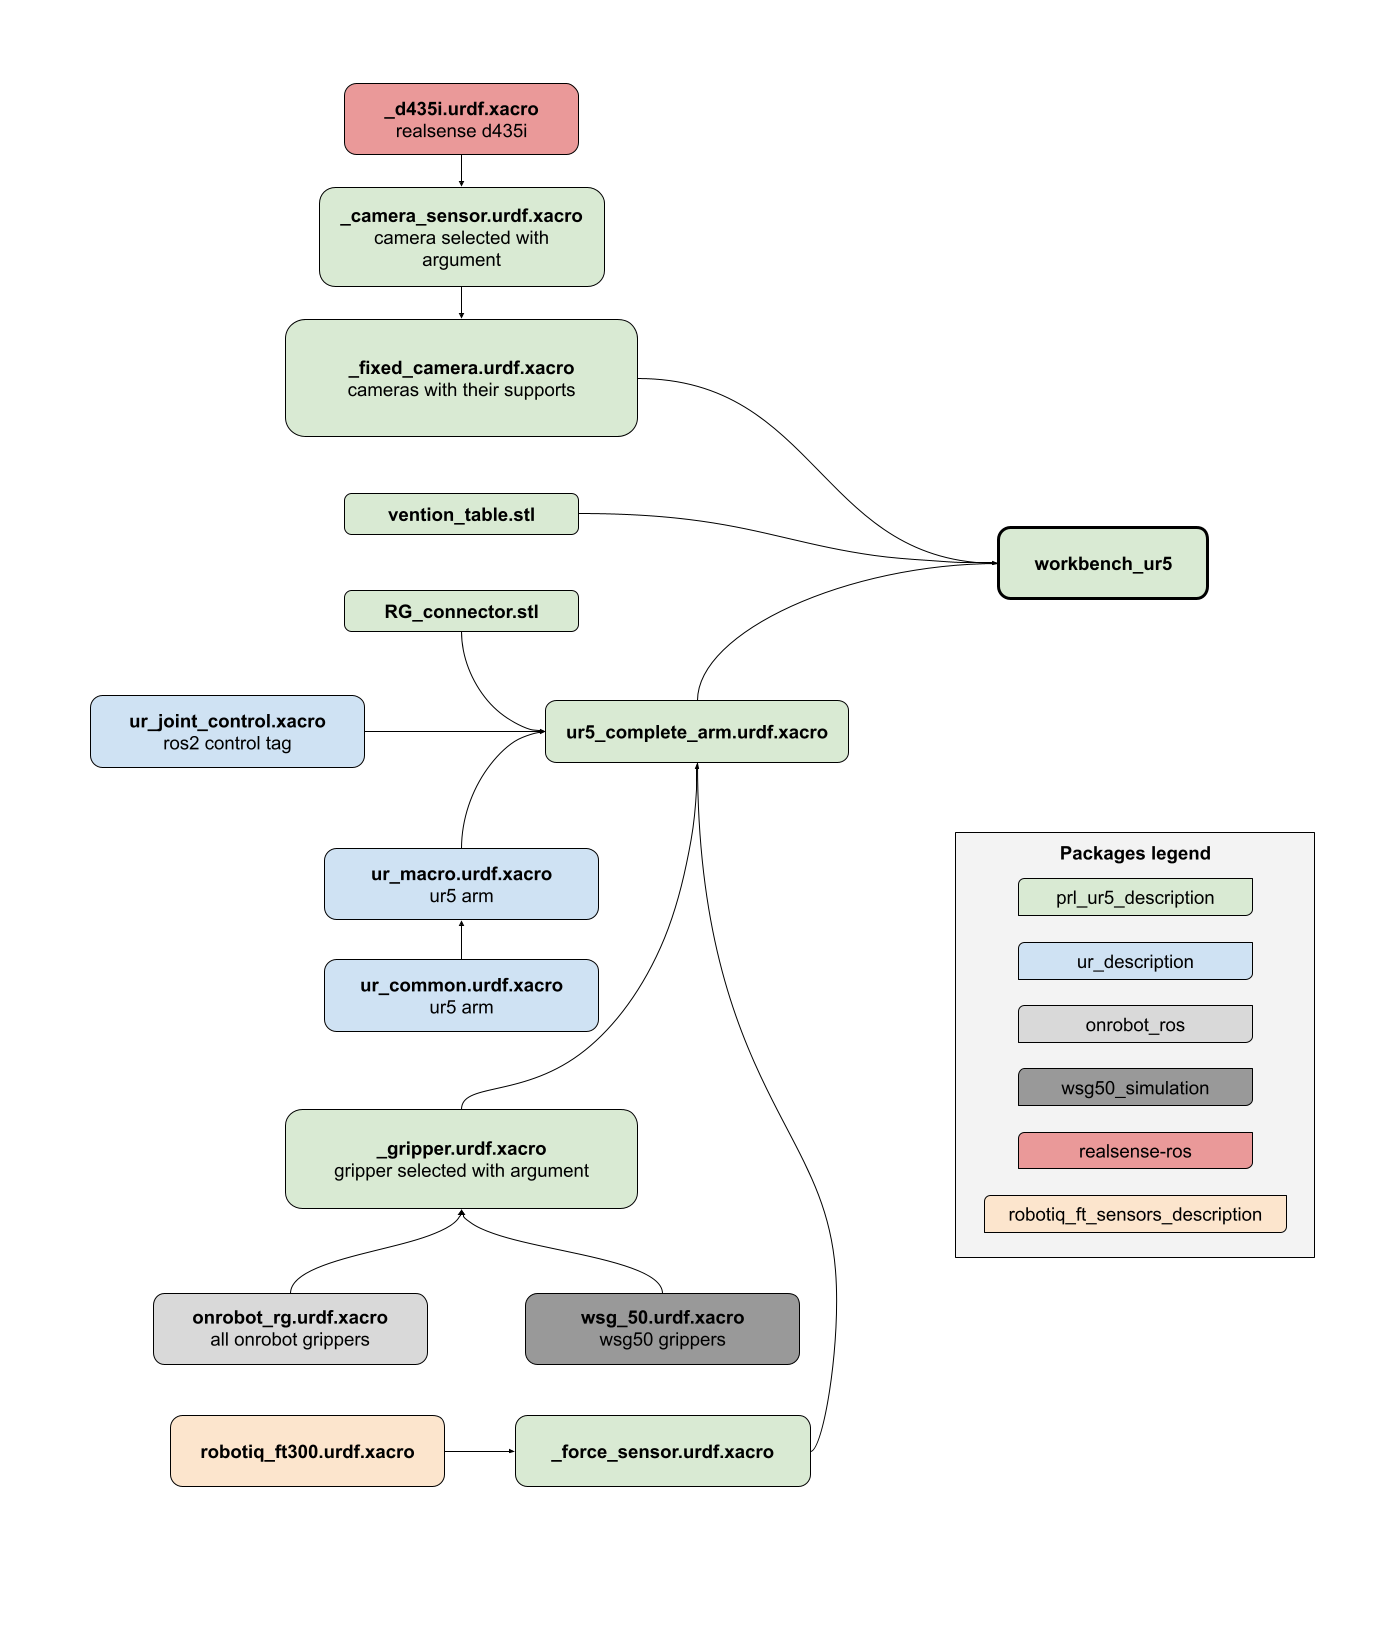 _d435i.urdf.xacro
realsense d435i
_camera_sensor.urdf.xacro
camera selected with
argument
_fixed_camera.urdf.xacro
cameras with their supports
vention_table.stl
workbench_ur5
RG_connector.stl
ur_joint_control.xacro
ros2 control tag
ur5_complete_arm.urdf.xacro
ur_macro.urdf.xacro
ur5 arm
ur_common.urdf.xacro
ur5 arm
_gripper.urdf.xacro
gripper selected with argument
onrobot_rg.urdf.xacro
all onrobot grippers
wsg_50.urdf.xacro
wsg50 grippers
robotiq_ft300.urdf.xacro
_force_sensor.urdf.xacro
Packages legend
prl_ur5_description
ur_description
onrobot_ros
wsg50_simulation
realsense-ros
robotiq_ft_sensors_description